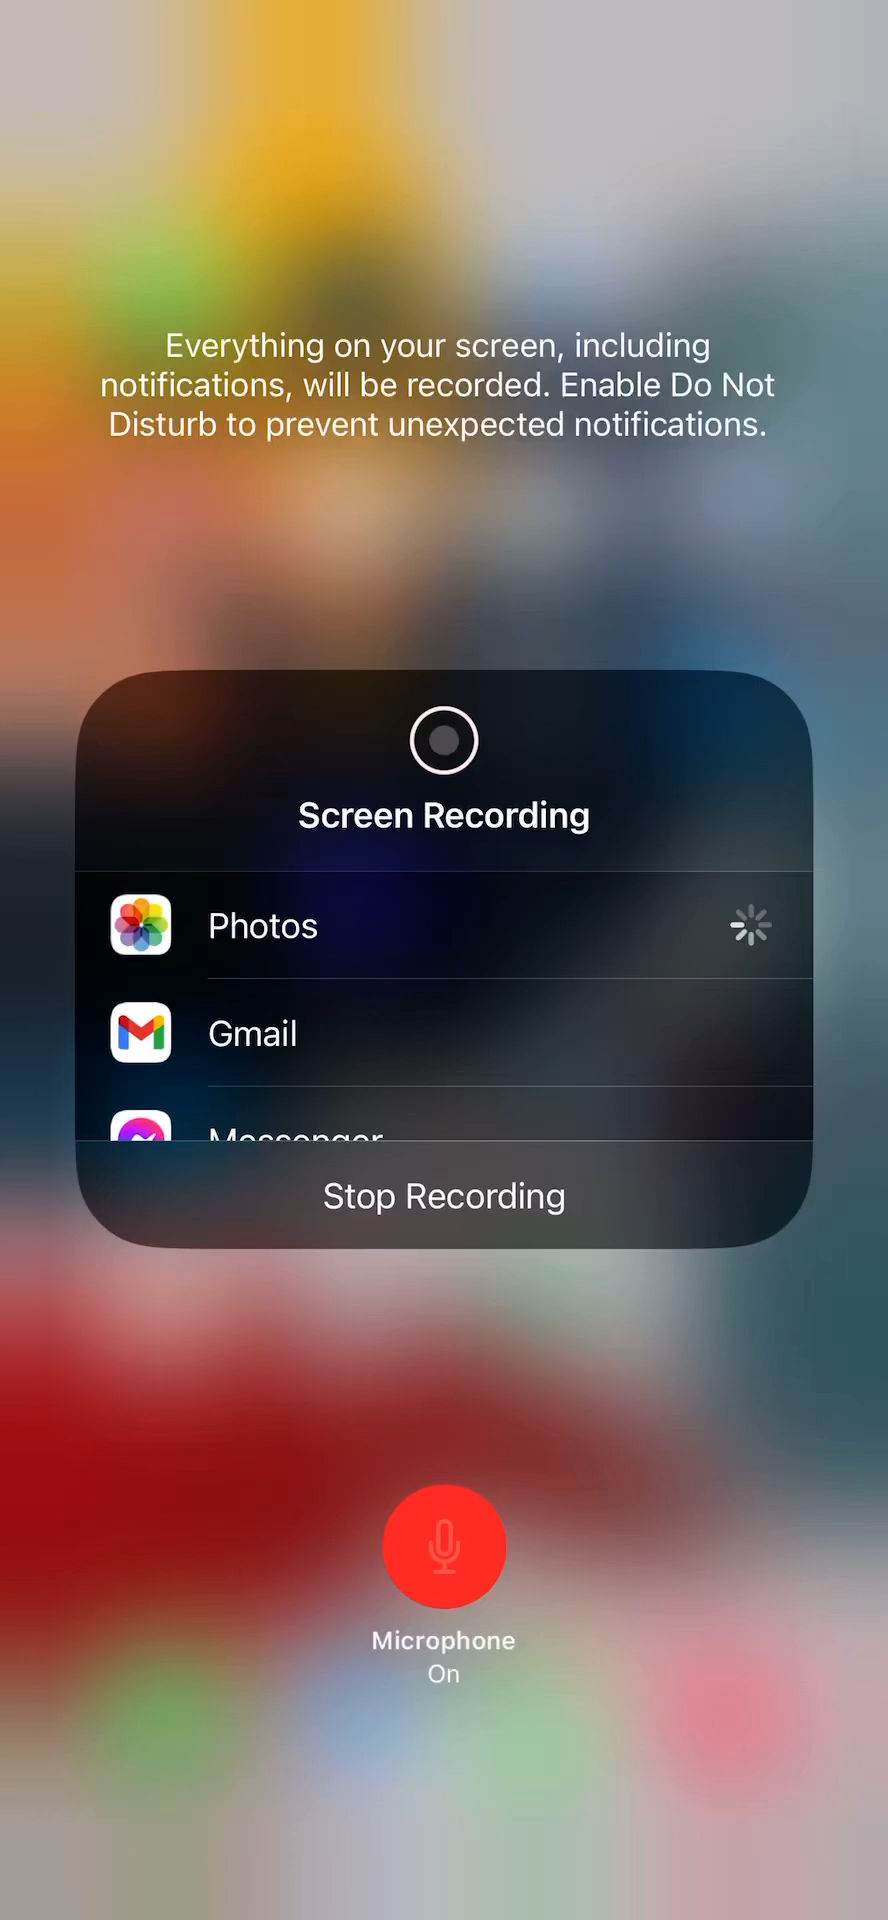 Everything on your screen, including
notifications, will be recorded. Enable Do Not
Disturb to prevent unexpected notifications.
Screen Recording
Photos
Gmail
Messenger
Stop Recording
Microphone
On